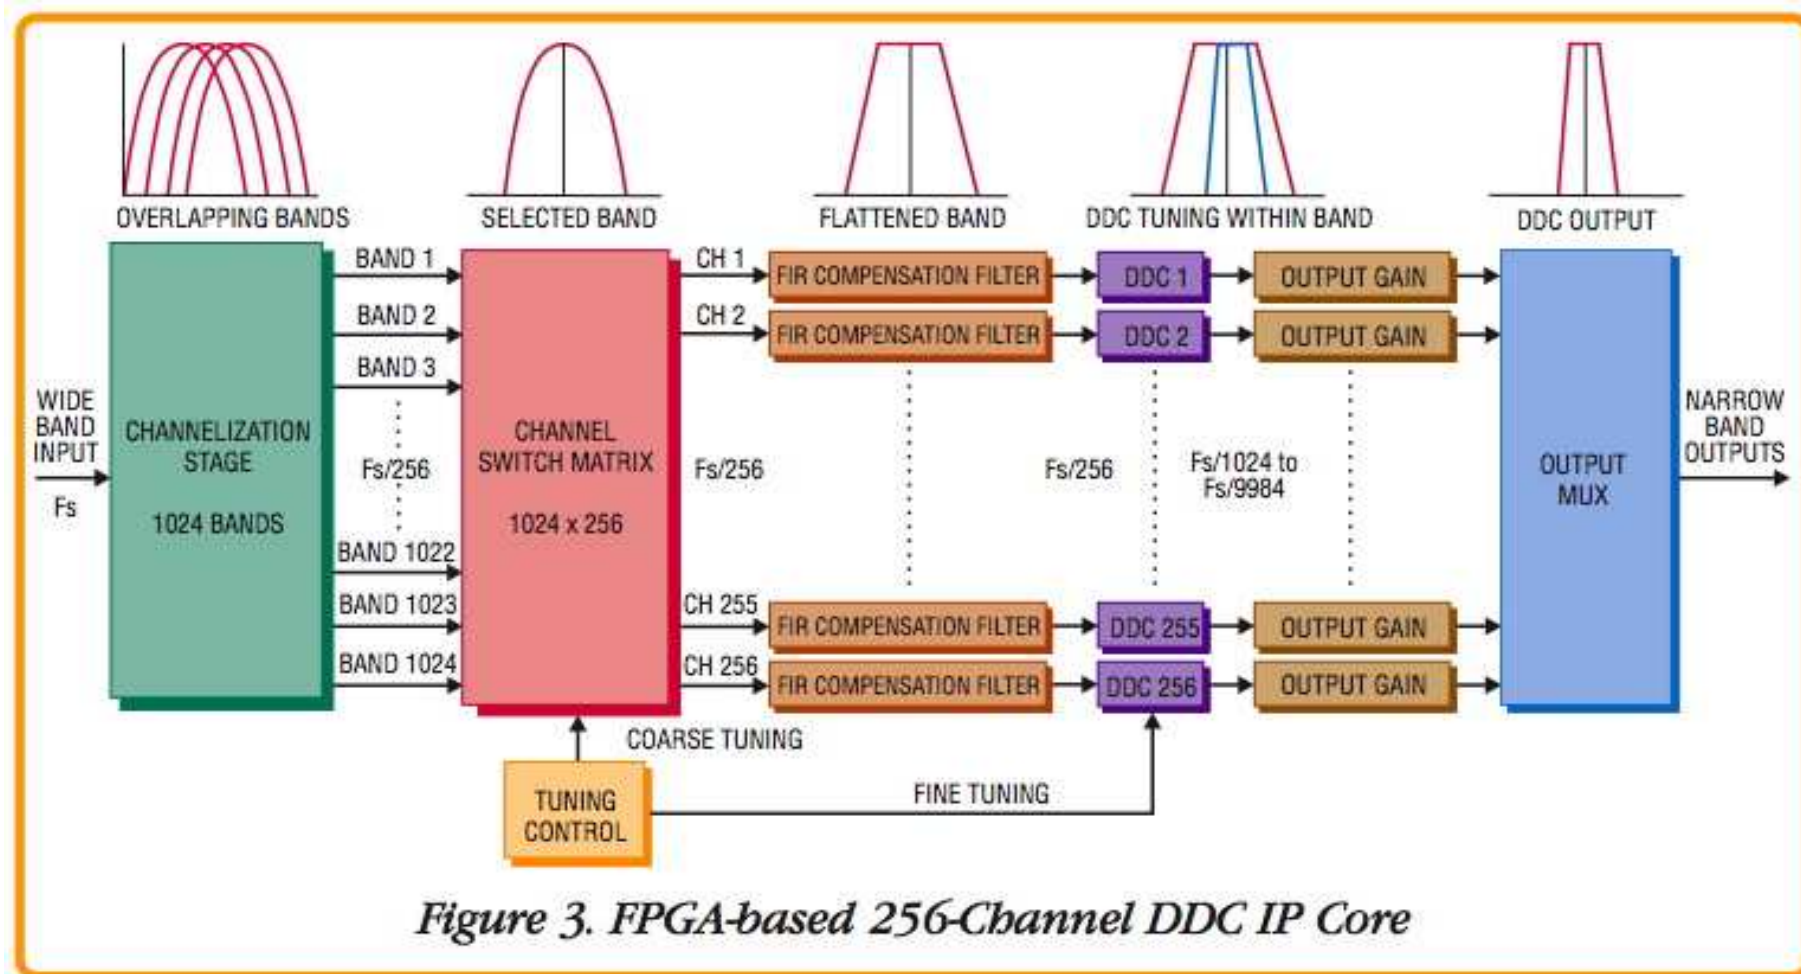 OVERLAPPING BANDS
SELECTED BAND
FLATTENED BAND
DDC TUNING WITHIN BAND
DDC OUTPUT
WIDE
BAND
INPUT
Fs
CHANNELIZATION
STAGE
1024 BANDS
BAND 1
BAND 2
BAND 3
Fs/256
BAND 1022
BAND 1023
BAND 1024
CHANNEL
SWITCH MATRIX
1024 x 256
CH 1
CH 2
Fs/256
CH 255
CH 256
FIR COMPENSATION FILTER
FIR COMPENSATION FILTER
FIR COMPENSATION FILTER
FIR COMPENSATION FILTER
Fs/256
DDC 1
DDC 2
DDC 255
DDC 256
Fs/1024 to
Fs/9984
OUTPUT GAIN
OUTPUT GAIN
OUTPUT GAIN
OUTPUT GAIN
OUTPUT
MUX
NARROW
BAND
OUTPUTS
COARSE TUNING
TUNING
CONTROL
FINE TUNING
Figure 3. FPGA-based 256-Channel DDC IP Core